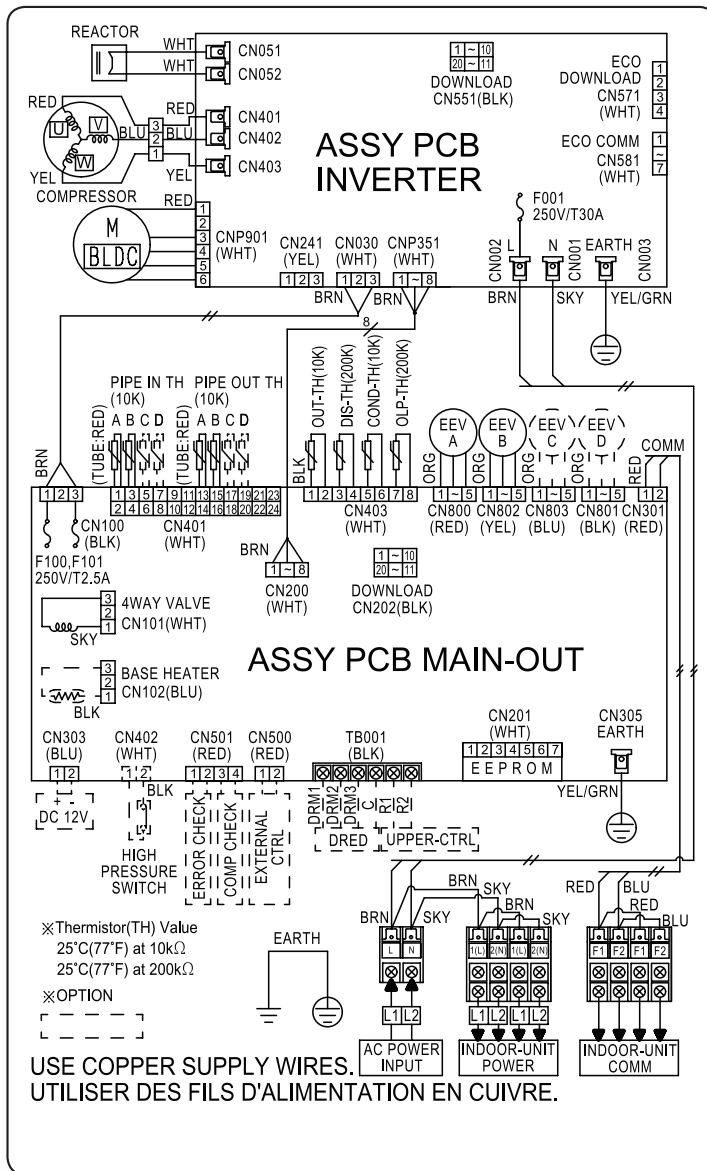 REACTOR
WHT CN051
WHT CN052
RED
U V W
YEL
3 2 1
RED CN401
BLU BLU CN402
YEL CN403
COMPRESSOR
M
BLDC
RED
1 2 3 4 5 6
CNP901
(WHT)
ASSY PCB
INVERTER
1 ~ 10
20 ~ 11
DOWNLOAD
CN551(BLK)
ECO
DOWNLOAD
CN571
(WHT)
1 2 3 4
ECO COMM
CN581
(WHT)
1 ~ 7
F001
250V/T30A
CN241
(YEL)
1 2 3
CN030
(WHT)
1 2 3
CNP351
(WHT)
1 ~ 8
CN002 L
N CN001
EARTH CN003
BRN
BRN
BRN
SKY
YEL/GRN
8
PIPE IN TH
(10K)
A B C D
(TUBE:RED)
PIPE OUT TH
(10K)
A B C D
(TUBE:RED)
OUT-TH(10K)
DIS-TH(200K)
COND-TH(10K)
OLP-TH(200K)
BLK
EEV
A
EEV
B
EEV
C
EEV
D
ORG
ORG
ORG
ORG
RED
COMM
BRN
1 2 3
CN100
(BLK)
F100,F101
250V/T2.5A
1 3 5 7 9 11 13 15 17 19 21 23
2 4 6 8 10 12 14 16 18 20 22 24
CN401
(WHT)
1 2 3 4 5 6 7 8
CN403
(WHT)
1 ~ 5
CN800
(RED)
1 ~ 5
CN802
(YEL)
1 ~ 5
CN803
(BLU)
1 ~ 5
CN801
(BLK)
1 2
CN301
(RED)
BRN
1 ~ 8
CN200
(WHT)
1 ~ 10
20 ~ 11
DOWNLOAD
CN202(BLK)
3 2 1
4WAY VALVE
CN101(WHT)
SKY
3 2 1
BASE HEATER
CN102(BLU)
BLK
ASSY PCB MAIN-OUT
CN303
(BLU)
1 2
+ -
DC 12V
CN402
(WHT)
1 2
BLK
HIGH
PRESSURE
SWITCH
CN501
(RED)
1 2 3 4
ERROR CHECK
COMP CHECK
CN500
(RED)
1 2
EXTERNAL
CTRL
TB001
(BLK)
DRM1
DRM2
DRM3
C
R1
R2
DRED
UPPER-CTRL
CN201
(WHT)
1 2 3 4 5 6 7
EEPROM
CN305
EARTH
YEL/GRN
※Thermistor(TH) Value
25°C(77°F) at 10kΩ
25°C(77°F) at 200kΩ
※OPTION
EARTH
BRN
SKY
BRN
SKY
BRN
SKY
L N
1(L) 2(N) 1(L) 2(N)
RED
BLU
RED
BLU
F1 F2 F1 F2
L1 L2
L1 L2 L1 L2
AC POWER
INPUT
INDOOR-UNIT
POWER
INDOOR-UNIT
COMM
USE COPPER SUPPLY WIRES.
UTILISER DES FILS D'ALIMENTATION EN CUIVRE.